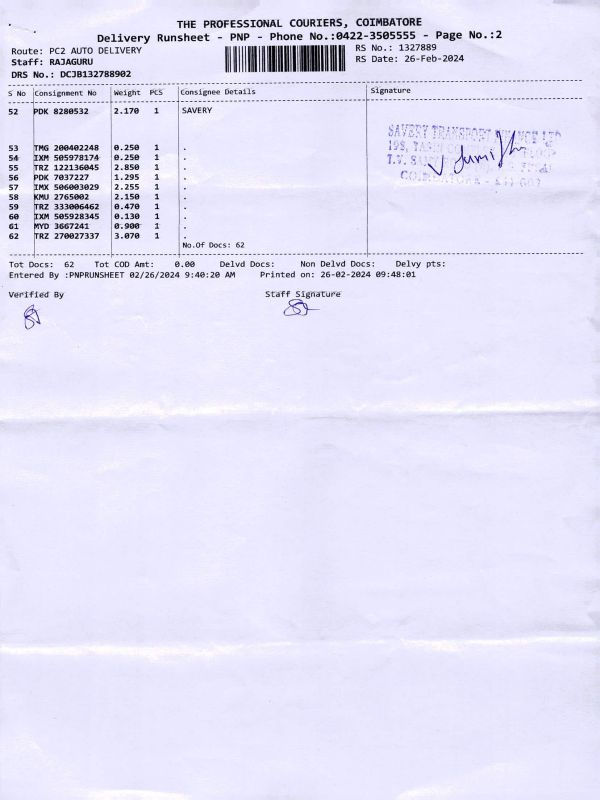 THE PROFESSIONAL COURIERS, COIMBATORE
Delivery Runsheet - PNP - Phone No.:0422-3505555 - Page No.:2
Route: PC2 AUTO DELIVERY RS No.: 1327889
Staff: RAJAGURU RS Date: 26-Feb-2024
DRS No.: DCJB132788902
S No Consignment No Weight PCS Consignee Details Signature
52 PDK 8280532 2.170 1 SAVERY
SAVERY TRANSPORT
53 TMG 200402248 0.250 1 .
54 IXM 505978174 0.250 1 .
55 TRZ 122136045 2.850 1 .
56 PDK 7037227 1.295 1 .
57 IMX 506003029 2.255 1 .
58 KMU 2765002 2.150 1 .
59 TRZ 333006462 0.470 1 .
60 IXM 505928345 0.130 1 .
61 MYD 3667241 0.900 1 .
62 TRZ 270027337 3.070 1 .
No.Of Docs: 62
Tot Docs: 62 Tot COD Amt: 0.00 Delvd Docs: Non Delvd Docs: Delvy pts:
Entered By :PNPRUNSHEET 02/26/2024 9:40:20 AM Printed on: 26-02-2024 09:48:01
Verified By Staff Signature